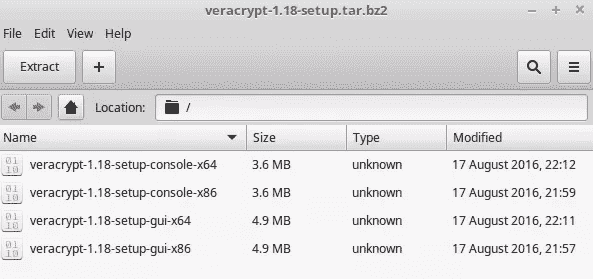 veracrypt-1.18-setup.tar.bz2
File Edit View Help
Extract + 
Location: /
Name Size Type Modified
veracrypt-1.18-setup-console-x64 3.6 MB unknown 17 August 2016, 22:12
veracrypt-1.18-setup-console-x86 3.6 MB unknown 17 August 2016, 21:59
veracrypt-1.18-setup-gui-x64 4.9 MB unknown 17 August 2016, 22:11
veracrypt-1.18-setup-gui-x86 4.9 MB unknown 17 August 2016, 21:57